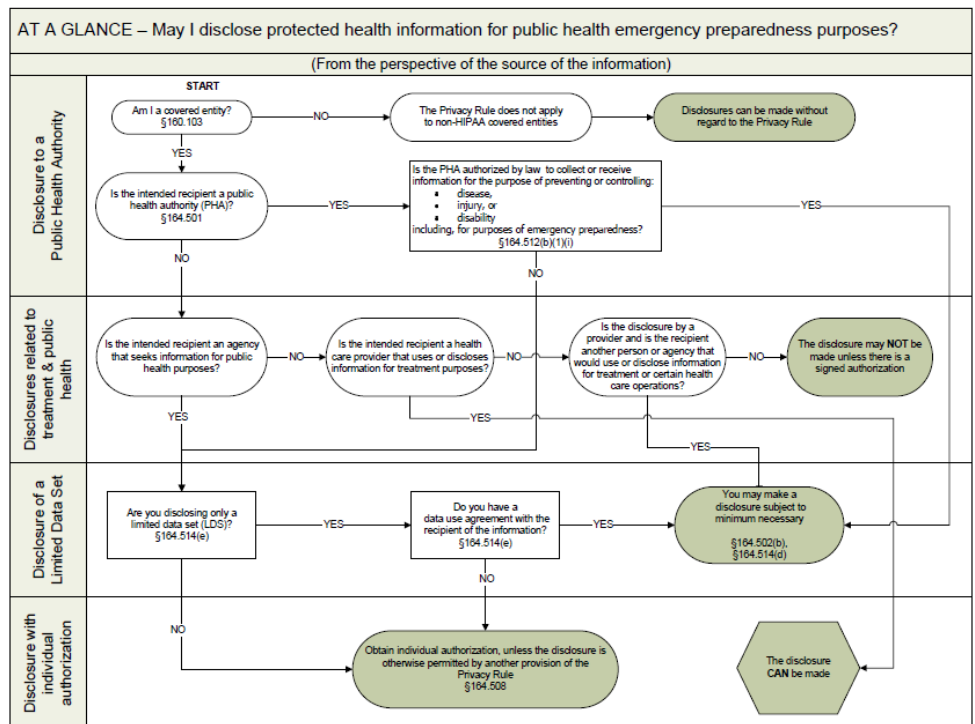 AT A GLANCE – May I disclose protected health information for public health emergency preparedness purposes?
(From the perspective of the source of the information)
Disclosure to a
Public Health Authority
START
Am I a covered entity?
§160.103
NO
The Privacy Rule does not apply
to non-HIPAA covered entities
Disclosures can be made without
regard to the Privacy Rule
YES
Is the intended recipient a public
health authority (PHA)?
§164.501
YES
Is the PHA authorized by law to collect or receive
information for the purpose of preventing or controlling:
• disease,
• injury, or
• disability
including, for purposes of emergency preparedness?
§164.512(b)(1)(i)
YES
NO
NO
Disclosures related to
treatment & public
health
Is the intended recipient an agency
that seeks information for public
health purposes?
NO
Is the intended recipient a health
care provider that uses or discloses
information for treatment purposes?
NO
Is the disclosure by a
provider and is the recipient
another person or agency that
would use or disclose information
for treatment or certain health
care operations?
NO
The disclosure may NOT be
made unless there is a
signed authorization
YES
YES
YES
Disclosure of a
Limited Data Set
Are you disclosing only a
limited data set (LDS)?
§164.514(e)
YES
Do you have a
data use agreement with the
recipient of the information?
§164.514(e)
YES
You may make a
disclosure subject to
minimum necessary
§164.502(b),
§164.514(d)
NO
NO
Disclosure with
individual
authorization
Obtain individual authorization, unless the disclosure is
otherwise permitted by another provision of the
Privacy Rule
§164.508
The disclosure
CAN be made